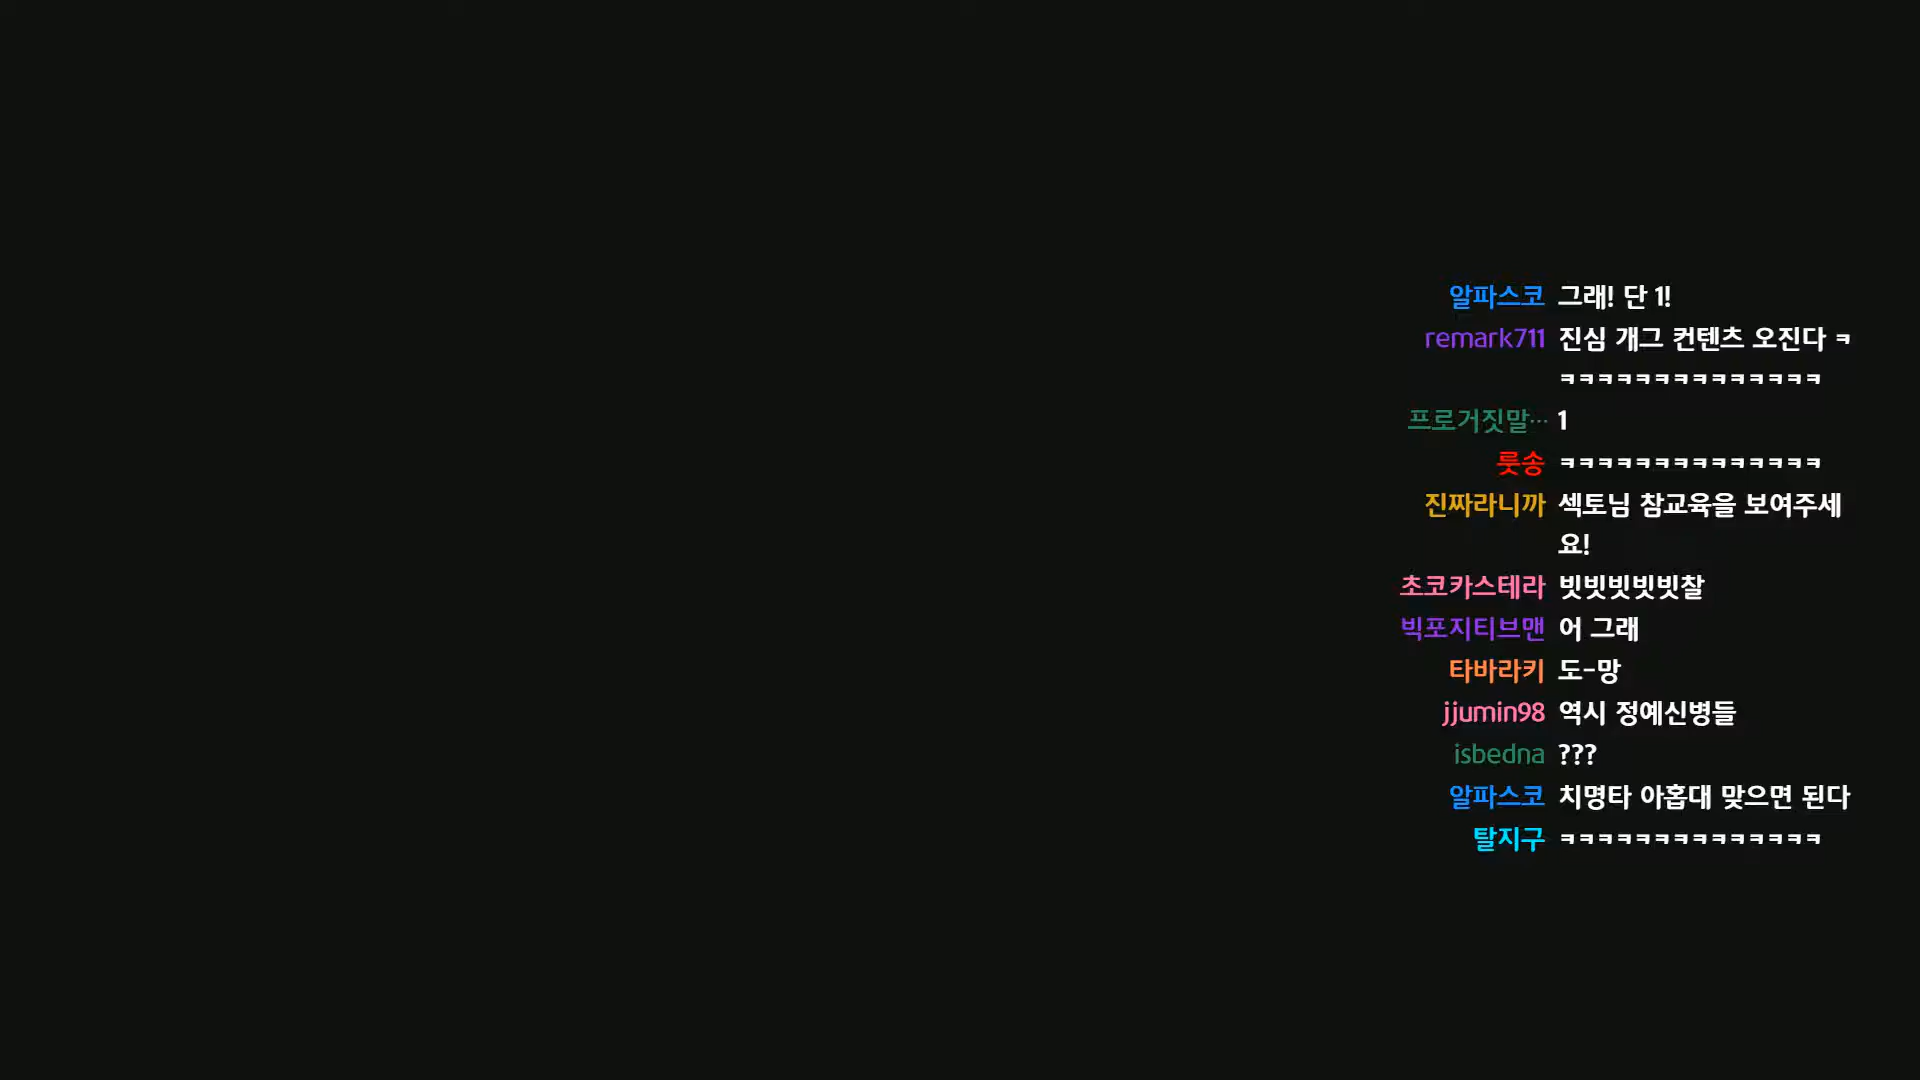 알파스코 그래! 단 1!
remark711 진심 개그 컨텐츠 오진다 ㅋ
ㅋㅋㅋㅋㅋㅋㅋㅋㅋㅋㅋㅋㅋㅋ
프로거짓말… 1
룻송 ㅋㅋㅋㅋㅋㅋㅋㅋㅋㅋㅋㅋㅋㅋ
진짜라니까 섹토님 참교육을 보여주세
요!
초코카스테라 빗빗빗빗빗찰
빅포지티브맨 어 그래
타바라키 도-망
jjumin98 역시 정예신병들
isbedna ???
알파스코 치명타 아홉대 맞으면 된다
탈지구 ㅋㅋㅋㅋㅋㅋㅋㅋㅋㅋㅋㅋㅋㅋ